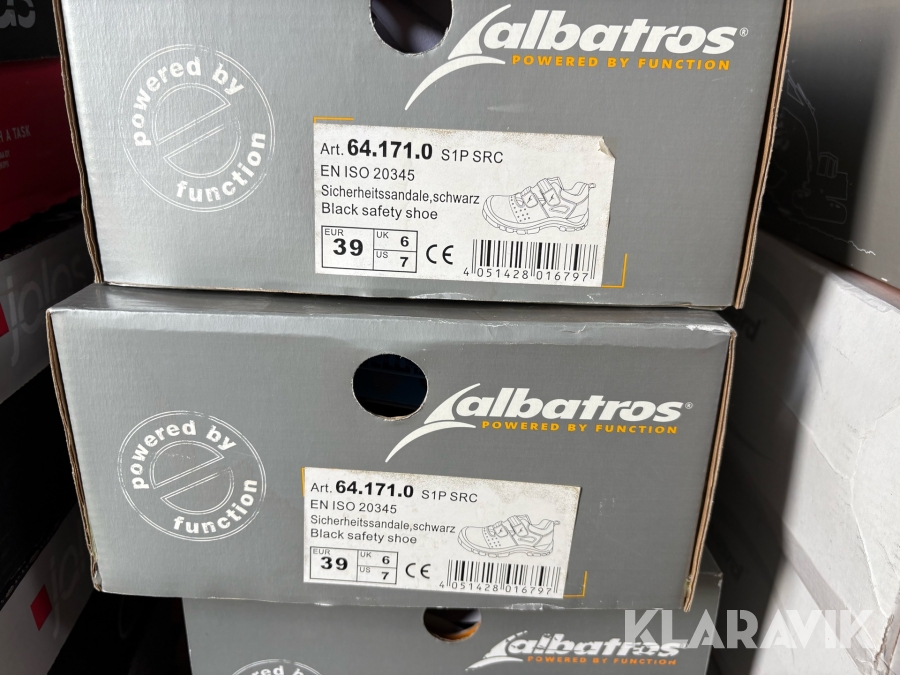 albatros®
POWERED BY FUNCTION
powered by
function
Art. 64.171.0 S1P SRC
EN ISO 20345
Sicherheitssandale,schwarz
Black safety shoe
EUR 39 UK 6 US 7 CE
4 051428 016797
albatros®
POWERED BY FUNCTION
powered by
function
Art. 64.171.0 S1P SRC
EN ISO 20345
Sicherheitssandale,schwarz
Black safety shoe
EUR 39 UK 6 US 7 CE
4 051428 016797
albatros
POWERED BY FUNCTION
KLARAVIK
A TASK
jalas